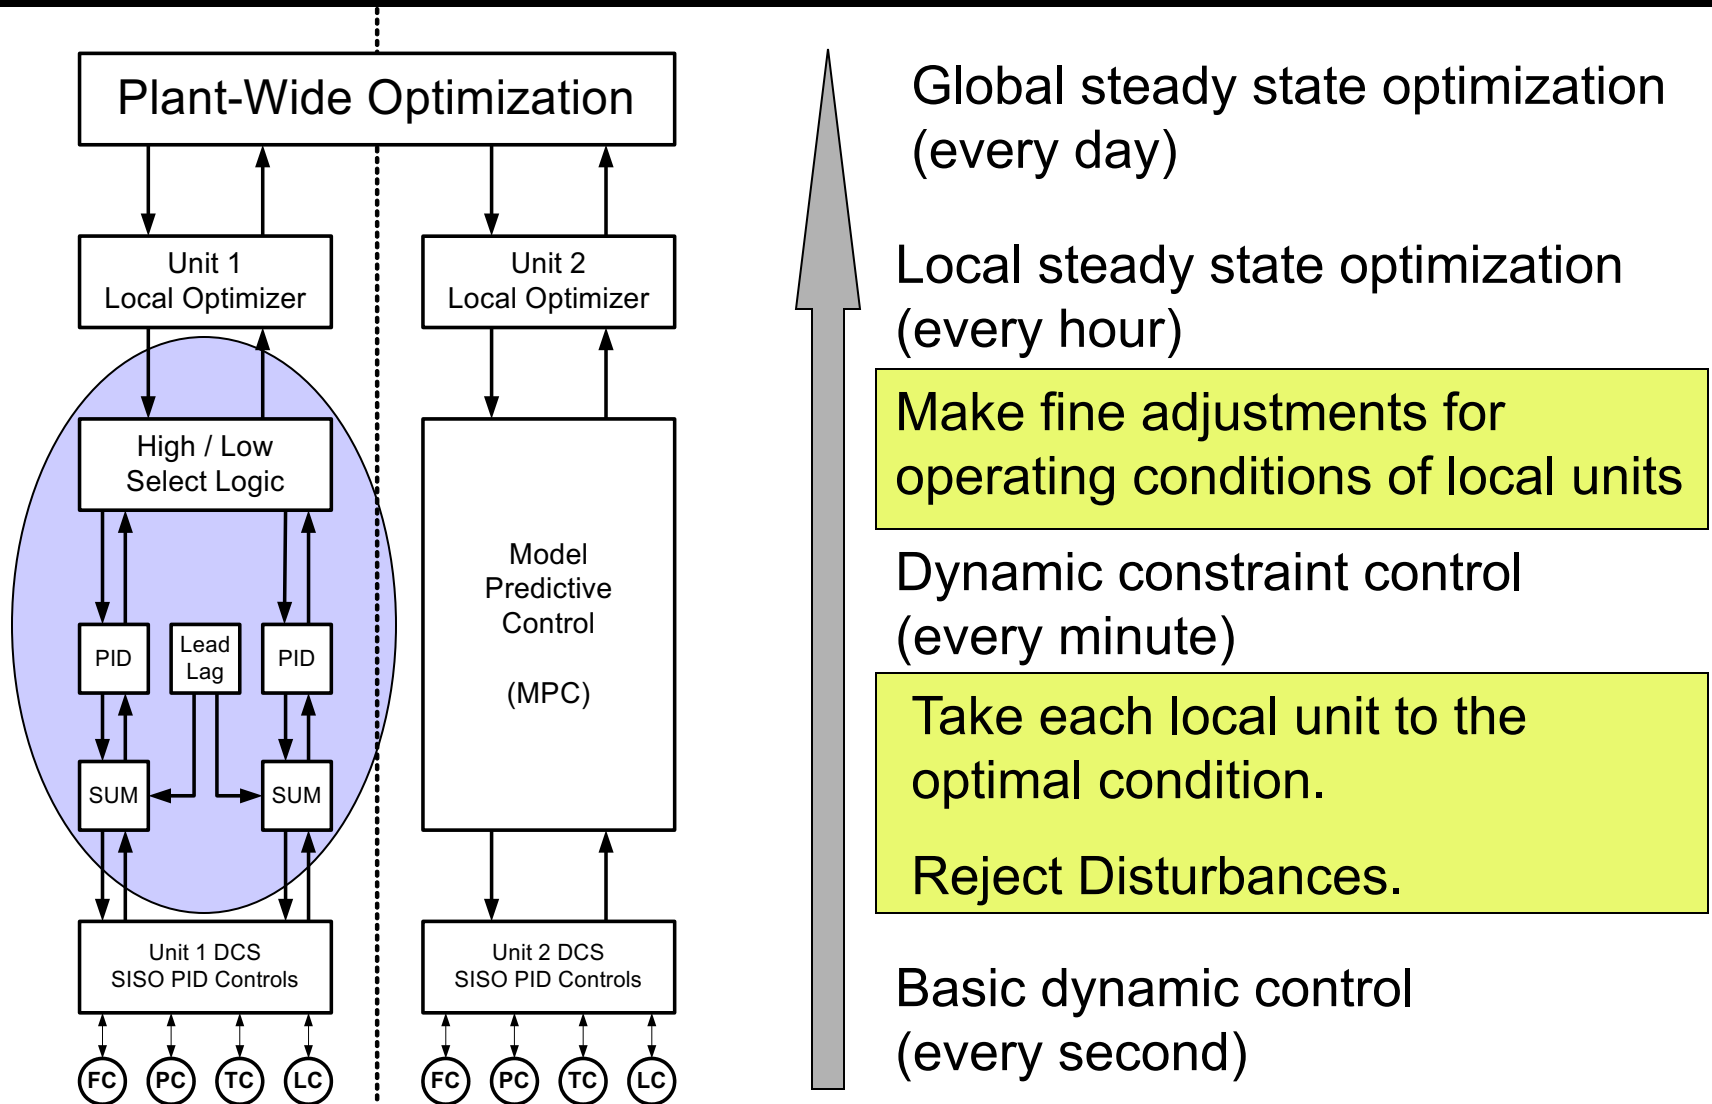 Plant-Wide Optimization
Unit 1
Local Optimizer
Unit 2
Local Optimizer
High / Low
Select Logic
PID
Lead
Lag
PID
SUM
SUM
Model
Predictive
Control
(MPC)
Unit 1 DCS
SISO PID Controls
Unit 2 DCS
SISO PID Controls
FC
PC
TC
LC
FC
PC
TC
LC
Global steady state optimization
(every day)
Local steady state optimization
(every hour)
Make fine adjustments for
operating conditions of local units
Dynamic constraint control
(every minute)
Take each local unit to the
optimal condition.
Reject Disturbances.
Basic dynamic control
(every second)